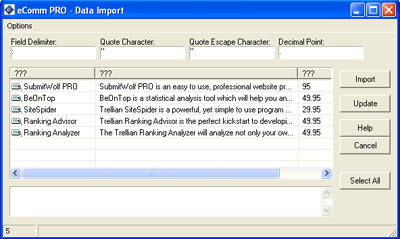 eComm PRO - Data Import
Options
Field Delimiter: Quote Character: Quote Escape Character: Decimal Point:
; " " .
??? ??? ???
SubmitWolf PRO SubmitWolf PRO is an easy to use, professional website pr... 95
BeOnTop BeOnTop is a statistical analysis tool which will help you an... 49.95
SiteSpider Trellian SiteSpider is a powerful, yet simple to use program ... 29.95
Ranking Advisor Trellian Ranking Advisor is the perfect kickstart to developi... 49.95
Ranking Analyzer The Trellian Ranking Analyzer will analyze not only your ow... 49.95
Import
Update
Help
Cancel
Select All
5